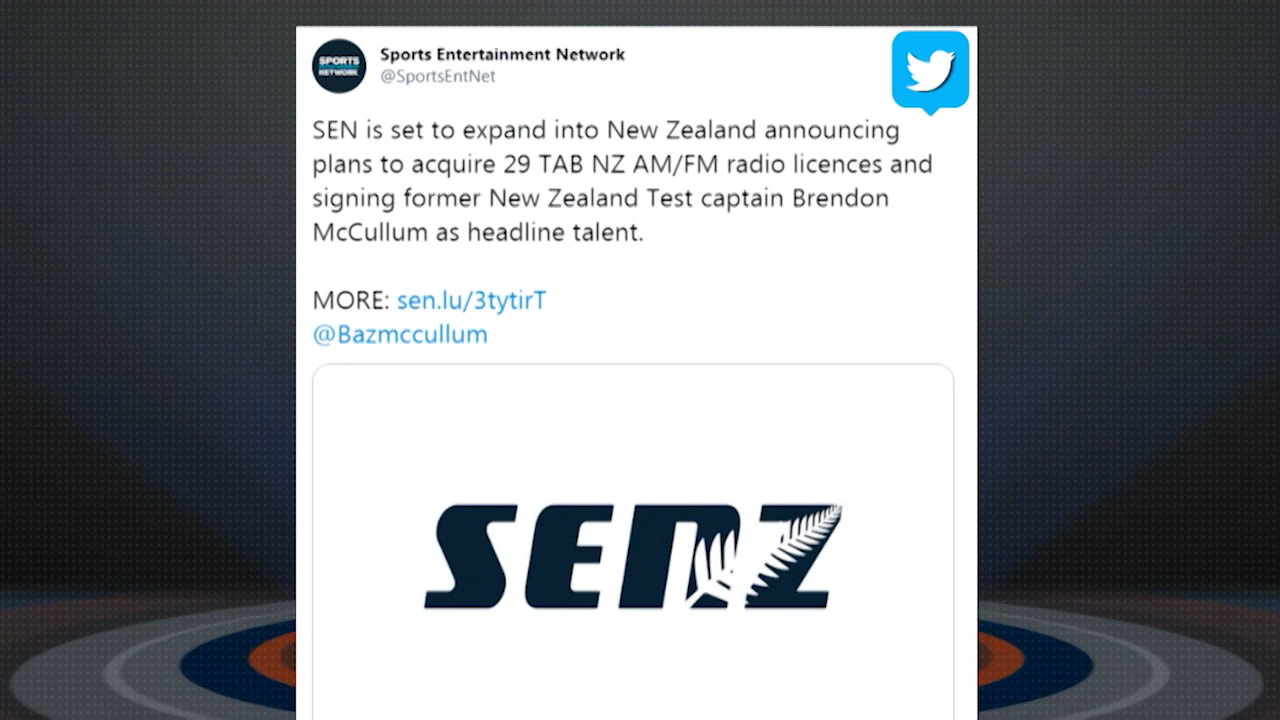 SPORTS
NETWORK
Sports Entertainment Network
@SportsEntNet
SEN is set to expand into New Zealand announcing
plans to acquire 29 TAB NZ AM/FM radio licences and
signing former New Zealand Test captain Brendon
McCullum as headline talent.
MORE: sen.lu/3tytirT
@Bazmccullum
SENZ